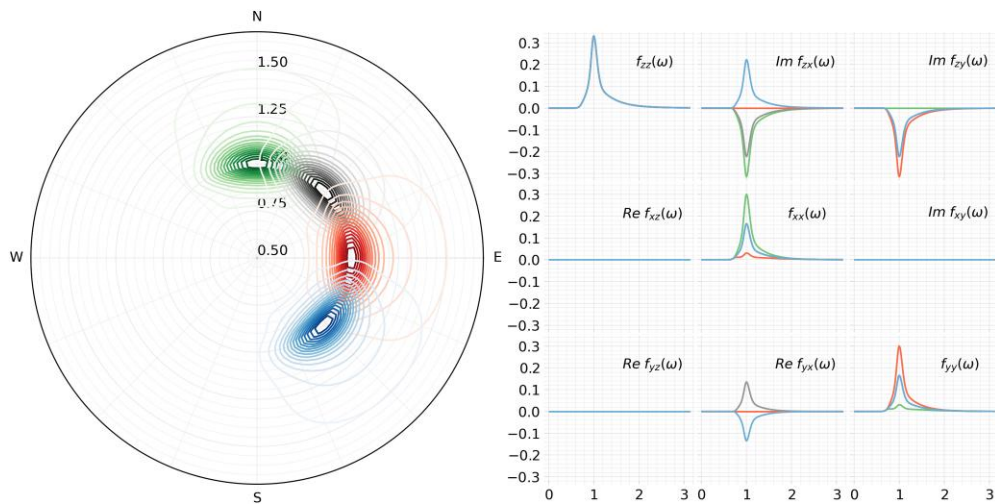 N
1.50
1.25
0.75
0.50
W
E
S
0.3
0.2
0.1
0.0
−0.1
−0.2
−0.3
f_zz(ω)
Im f_zx(ω)
Im f_zy(ω)
0.3
0.2
0.1
0.0
−0.1
−0.2
−0.3
Re f_xz(ω)
f_xx(ω)
Im f_xy(ω)
0.3
0.2
0.1
0.0
−0.1
−0.2
−0.3
Re f_yz(ω)
Re f_yx(ω)
f_yy(ω)
0 1 2 3 0 1 2 3 0 1 2 3